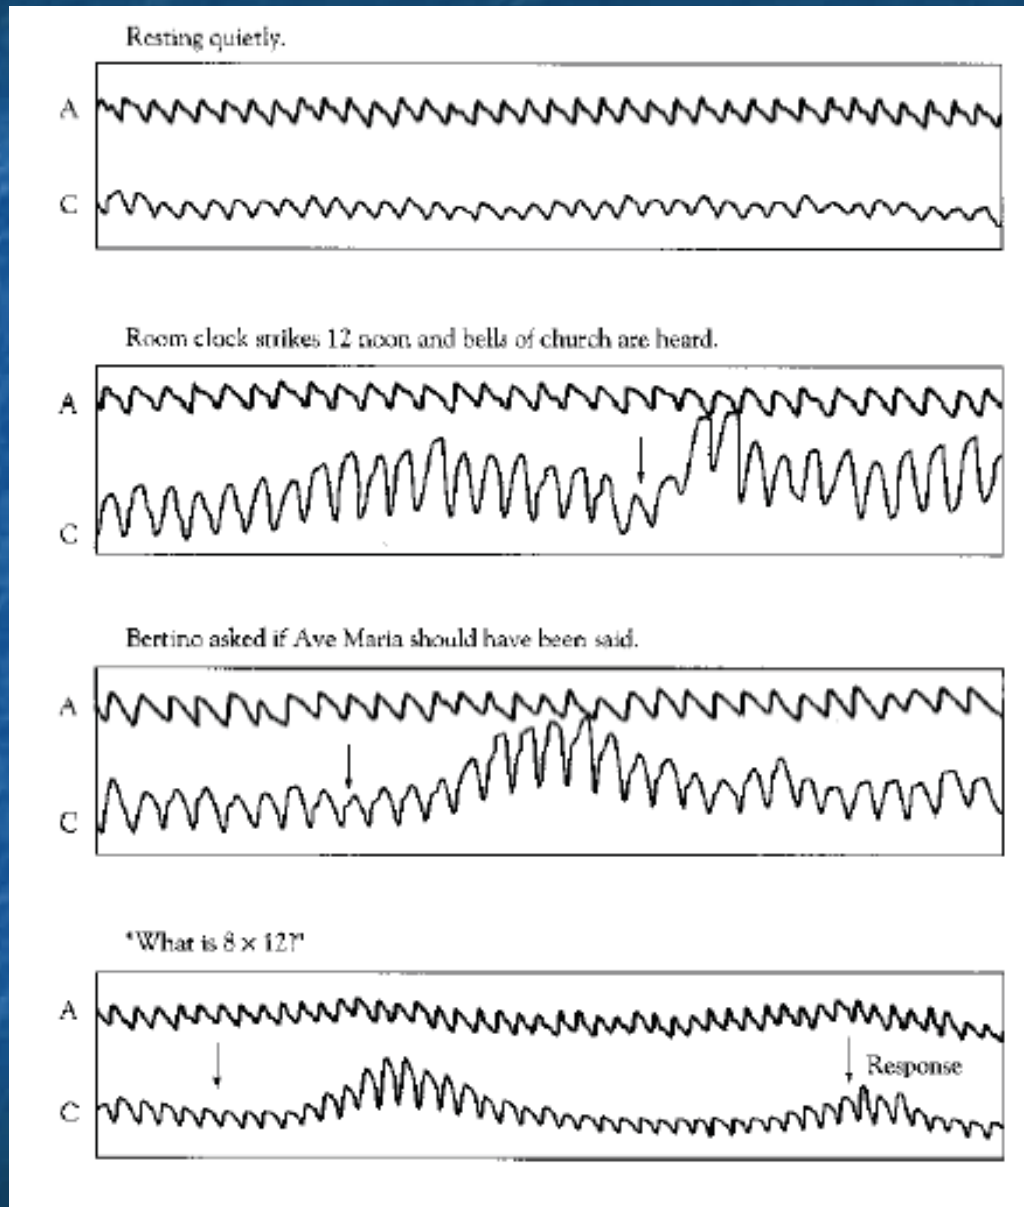 Resting quietly.
A
C
Room clock strikes 12 noon and bells of church are heard.
A
C
Bertino asked if Ave Maria should have been said.
A
C
"What is 8 × 12?"
A
Response
C